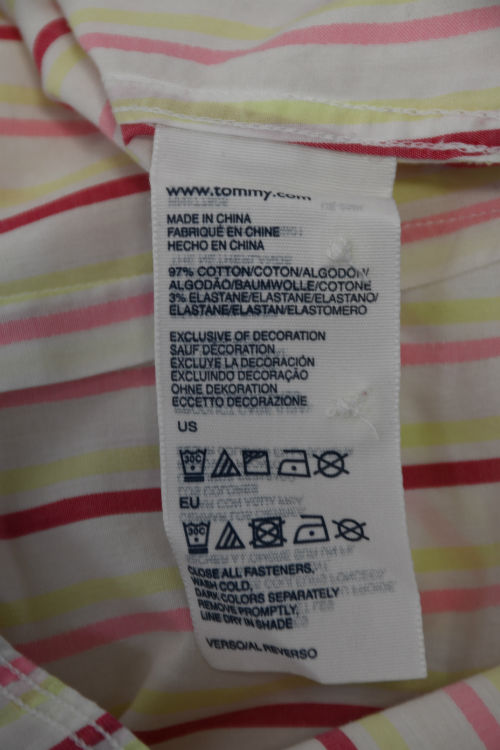 www.tommy.com
MADE IN CHINA
FABRIQUÉ EN CHINE
HECHO EN CHINA
97% COTTON/COTON/ALGODÓN/
ALGODÃO/BAUMWOLLE/COTONE
3% ELASTANE/ELASTANE/ELASTANO/
ELASTANE/ELASTAN/ELASTOMERO
EXCLUSIVE OF DECORATION
SAUF DÉCORATION
EXCLUYE LA DECORACIÓN
EXCLUINDO DECORAÇÃO
OHNE DEKORATION
ECCETTO DECORAZIONE
US
30C
EU
30C
CLOSE ALL FASTENERS,
WASH COLD,
DARK COLORS SEPARATELY
REMOVE PROMPTLY,
LINE DRY IN SHADE
VERSO/AL REVERSO